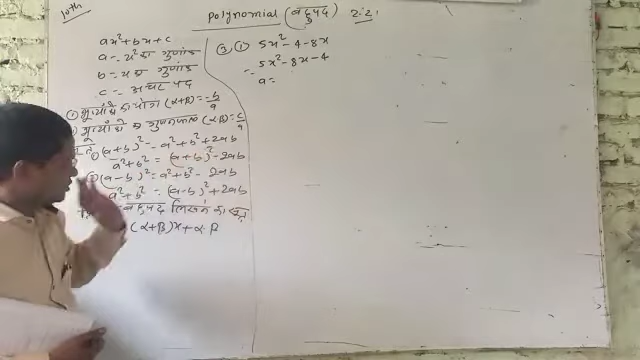 10th
Polynomial (बहुपद) 2.2
ax²+bx+c
a = x² का गुणांक
b = x का गुणांक
c = अचर पद
① शून्यांको का योग (α+β) = -b/a
शून्यांको का गुणनफल (α×β) = c/a
① (a+b)² = a²+b²+2ab
a²+b² = (a+b)²-2ab
② (a-b)² = a²+b²-2ab
a²+b² = (a-b)²+2ab
बहुपद लिखने का सूत्र
(α+β)x+α.β
① 5x²-4-8x
5x²-8x-4
a=